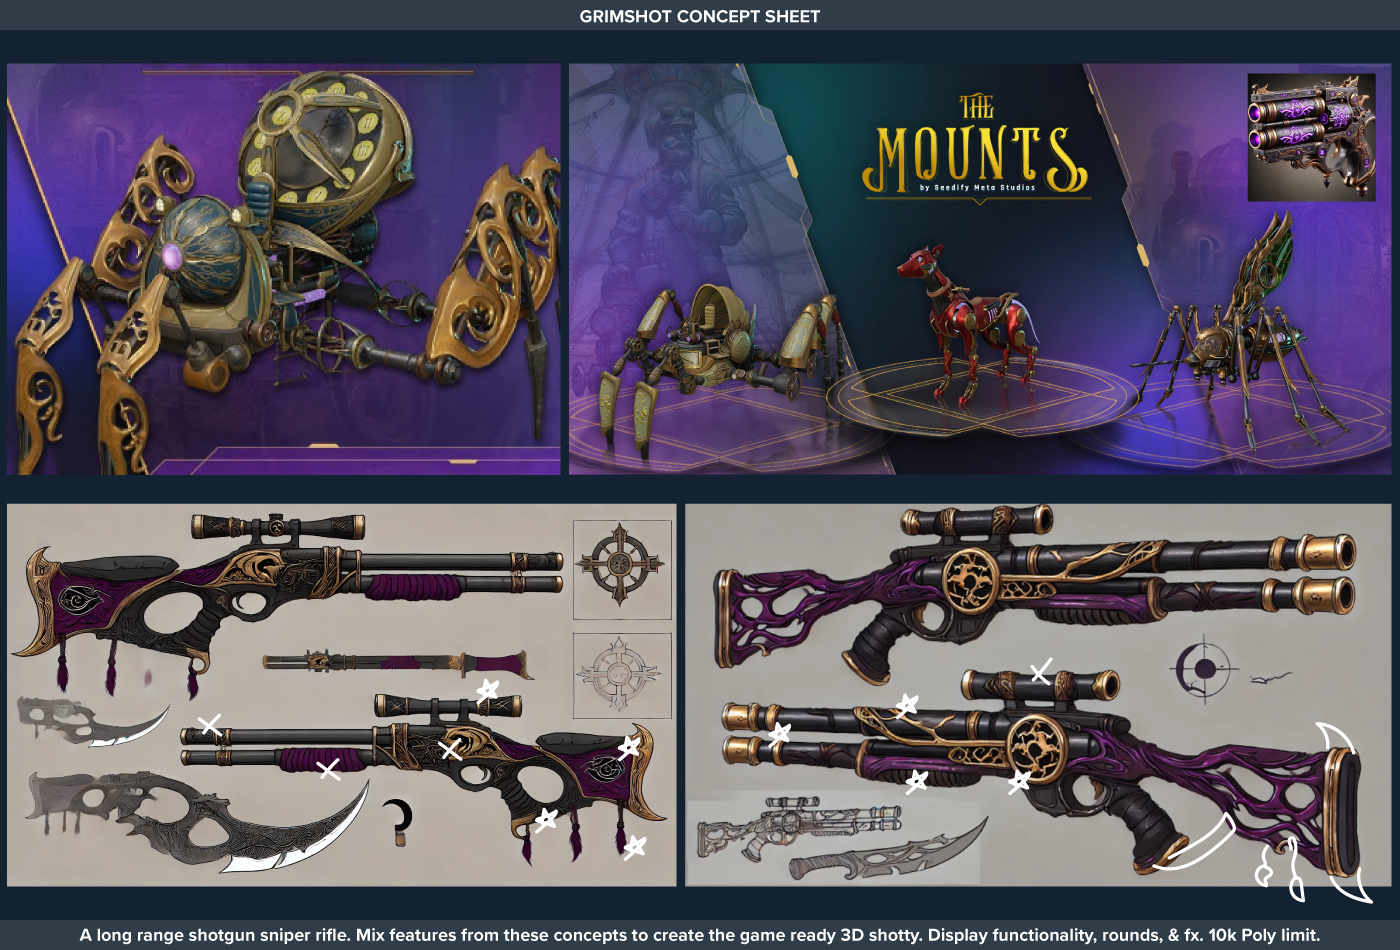 GRIMSHOT CONCEPT SHEET
THE
MOUNTS
by Seedify Meta Studios
A long range shotgun sniper rifle. Mix features from these concepts to create the game ready 3D shotty. Display functionality, rounds, & fx. 10k Poly limit.